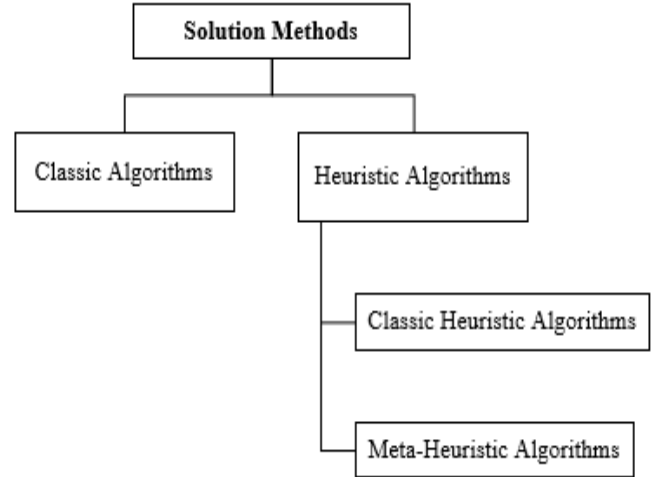 Solution Methods
Classic Algorithms
Heuristic Algorithms
Classic Heuristic Algorithms
Meta-Heuristic Algorithms